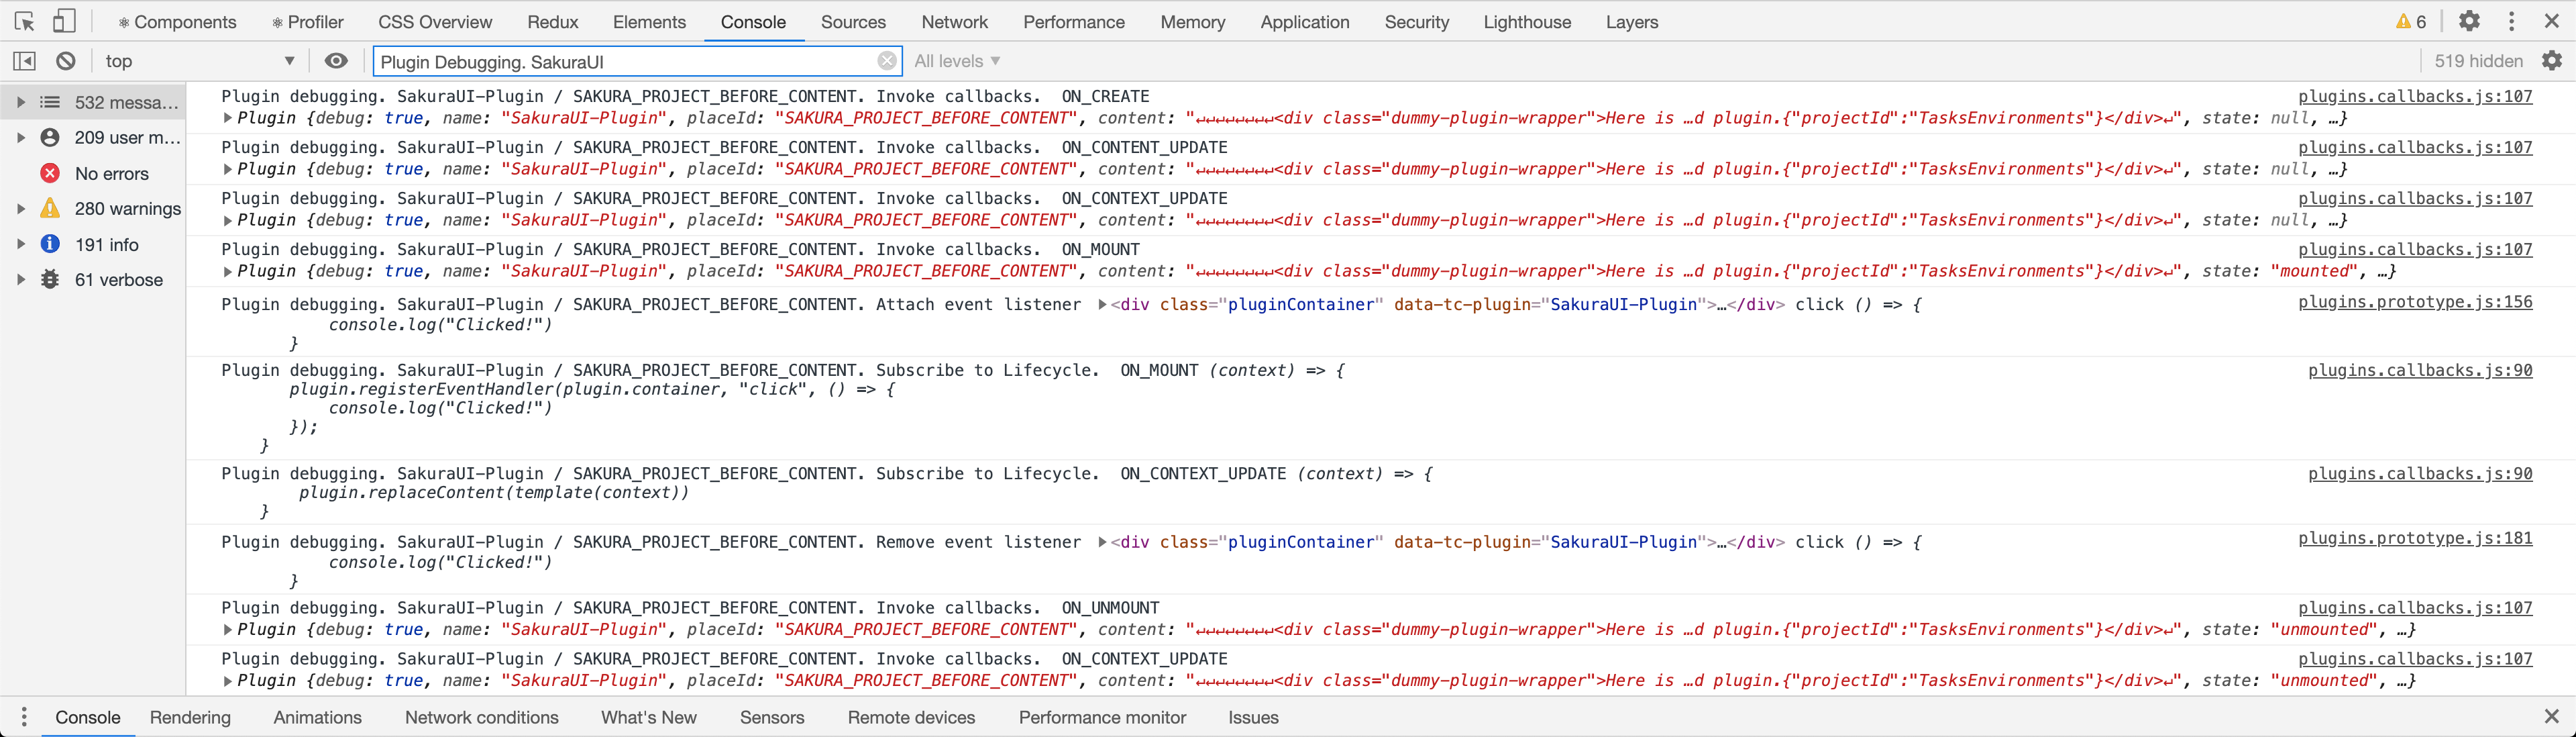 Components Profiler CSS Overview Redux Elements Console Sources Network Performance Memory Application Security Lighthouse Layers 6
top Plugin Debugging. SakuraUI All levels 519 hidden
532 messa…
209 user m…
No errors
280 warnings
191 info
61 verbose
Plugin debugging. SakuraUI-Plugin / SAKURA_PROJECT_BEFORE_CONTENT. Invoke callbacks. ON_CREATE plugins.callbacks.js:107
Plugin {debug: true, name: "SakuraUI-Plugin", placeId: "SAKURA_PROJECT_BEFORE_CONTENT", content: "↵↵↵↵↵↵↵↵<div class="dummy-plugin-wrapper">Here is …d plugin.{"projectId":"TasksEnvironments"}</div>↵", state: null, …}
Plugin debugging. SakuraUI-Plugin / SAKURA_PROJECT_BEFORE_CONTENT. Invoke callbacks. ON_CONTENT_UPDATE plugins.callbacks.js:107
Plugin {debug: true, name: "SakuraUI-Plugin", placeId: "SAKURA_PROJECT_BEFORE_CONTENT", content: "↵↵↵↵↵↵↵↵<div class="dummy-plugin-wrapper">Here is …d plugin.{"projectId":"TasksEnvironments"}</div>↵", state: null, …}
Plugin debugging. SakuraUI-Plugin / SAKURA_PROJECT_BEFORE_CONTENT. Invoke callbacks. ON_CONTEXT_UPDATE plugins.callbacks.js:107
Plugin {debug: true, name: "SakuraUI-Plugin", placeId: "SAKURA_PROJECT_BEFORE_CONTENT", content: "↵↵↵↵↵↵↵↵<div class="dummy-plugin-wrapper">Here is …d plugin.{"projectId":"TasksEnvironments"}</div>↵", state: null, …}
Plugin debugging. SakuraUI-Plugin / SAKURA_PROJECT_BEFORE_CONTENT. Invoke callbacks. ON_MOUNT plugins.callbacks.js:107
Plugin {debug: true, name: "SakuraUI-Plugin", placeId: "SAKURA_PROJECT_BEFORE_CONTENT", content: "↵↵↵↵↵↵↵↵<div class="dummy-plugin-wrapper">Here is …d plugin.{"projectId":"TasksEnvironments"}</div>↵", state: "mounted", …}
Plugin debugging. SakuraUI-Plugin / SAKURA_PROJECT_BEFORE_CONTENT. Attach event listener <div class="pluginContainer" data-tc-plugin="SakuraUI-Plugin">…</div> click () => { plugins.prototype.js:156
console.log("Clicked!")
}
Plugin debugging. SakuraUI-Plugin / SAKURA_PROJECT_BEFORE_CONTENT. Subscribe to Lifecycle. ON_MOUNT (context) => { plugins.callbacks.js:90
plugin.registerEventHandler(plugin.container, "click", () => {
console.log("Clicked!")
});
}
Plugin debugging. SakuraUI-Plugin / SAKURA_PROJECT_BEFORE_CONTENT. Subscribe to Lifecycle. ON_CONTEXT_UPDATE (context) => { plugins.callbacks.js:90
plugin.replaceContent(template(context))
}
Plugin debugging. SakuraUI-Plugin / SAKURA_PROJECT_BEFORE_CONTENT. Remove event listener <div class="pluginContainer" data-tc-plugin="SakuraUI-Plugin">…</div> click () => { plugins.prototype.js:181
console.log("Clicked!")
}
Plugin debugging. SakuraUI-Plugin / SAKURA_PROJECT_BEFORE_CONTENT. Invoke callbacks. ON_UNMOUNT plugins.callbacks.js:107
Plugin {debug: true, name: "SakuraUI-Plugin", placeId: "SAKURA_PROJECT_BEFORE_CONTENT", content: "↵↵↵↵↵↵↵↵<div class="dummy-plugin-wrapper">Here is …d plugin.{"projectId":"TasksEnvironments"}</div>↵", state: "unmounted", …}
Plugin debugging. SakuraUI-Plugin / SAKURA_PROJECT_BEFORE_CONTENT. Invoke callbacks. ON_CONTEXT_UPDATE plugins.callbacks.js:107
Plugin {debug: true, name: "SakuraUI-Plugin", placeId: "SAKURA_PROJECT_BEFORE_CONTENT", content: "↵↵↵↵↵↵↵↵<div class="dummy-plugin-wrapper">Here is …d plugin.{"projectId":"TasksEnvironments"}</div>↵", state: "unmounted", …}
Console Rendering Animations Network conditions What's New Sensors Remote devices Performance monitor Issues